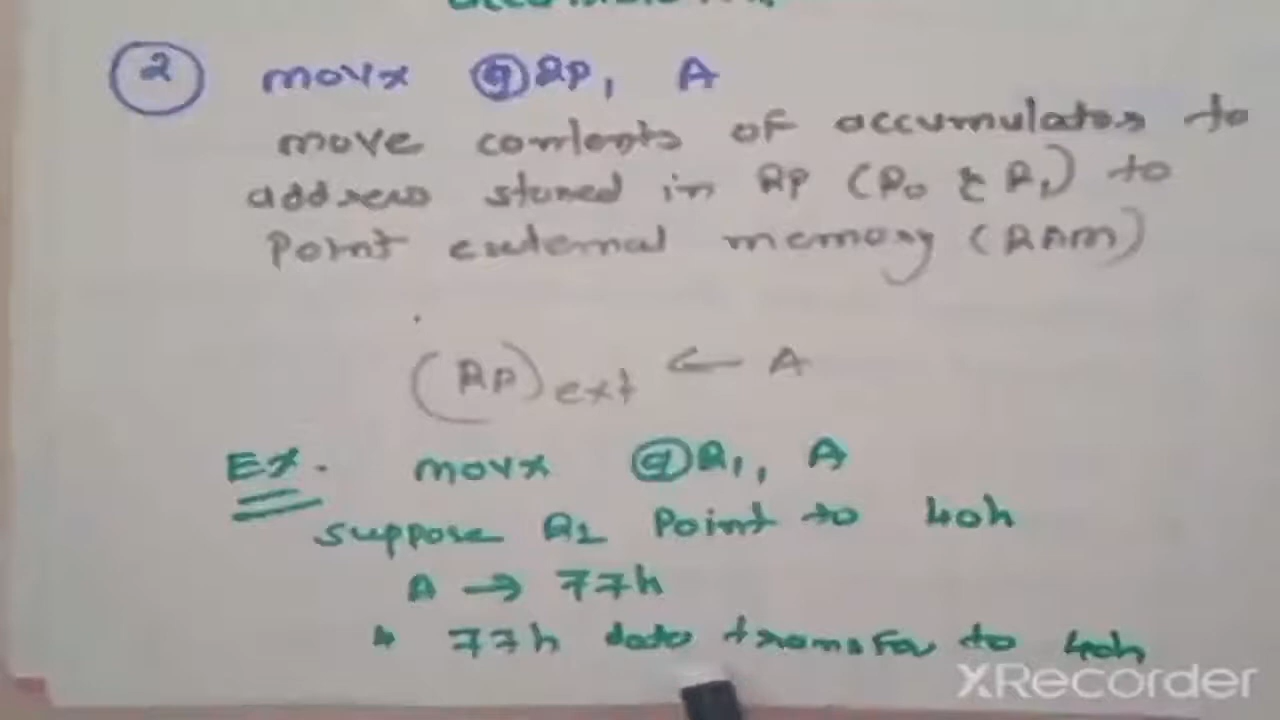 2 movx @Rp, A
move contents of accumulator to
address stored in Rp (R0 & R1) to
point external memory (RAM)
(Rp)ext ← A
Ex. movx @R1, A
suppose R1 point to 40h
A → 77h
77h data transfer to 40h
XRecorder